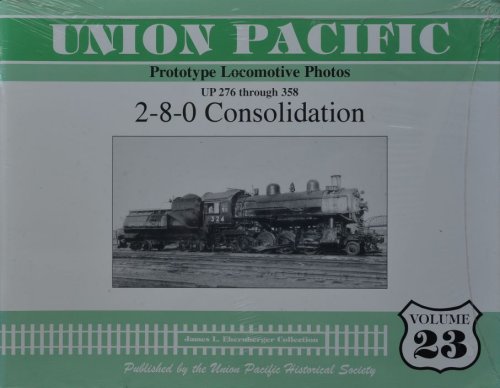 UNION PACIFIC
Prototype Locomotive Photos
UP 276 through 358
2-8-0 Consolidation
324
VOLUME
23
James L. Ehernberger Collection
Published by the Union Pacific Historical Society